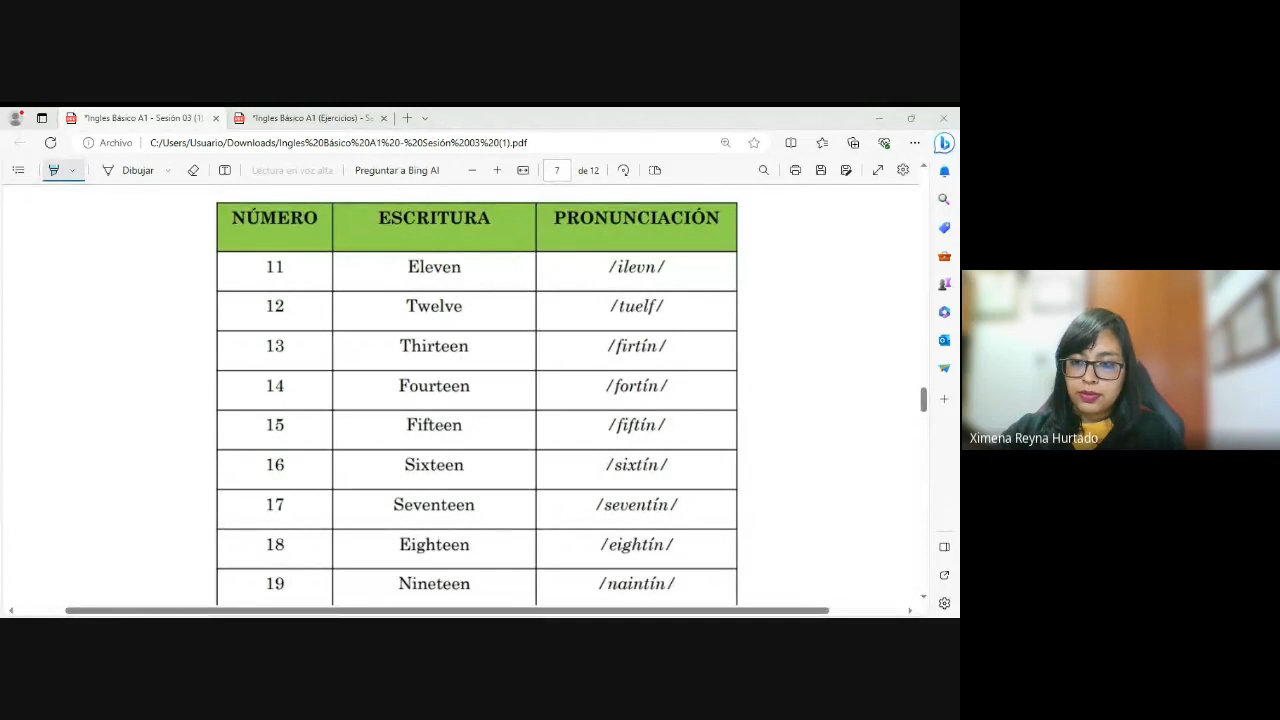 *Ingles Básico A1 - Sesión 03 (1)
*Ingles Básico A1 (Ejercicios) - Se
Archivo C:/Users/Usuario/Downloads/Ingles%20Básico%20A1%20-%20Sesión%2003%20(1).pdf
Dibujar Lectura en voz alta Preguntar a Bing AI 7 de 12
NÚMERO ESCRITURA PRONUNCIACIÓN
11 Eleven /ilevn/
12 Twelve /tuelf/
13 Thirteen /firtín/
14 Fourteen /fortín/
15 Fifteen /fiftín/
16 Sixteen /sixtín/
17 Seventeen /seventín/
18 Eighteen /eightín/
19 Nineteen /naintín/
Ximena Reyna Hurtado